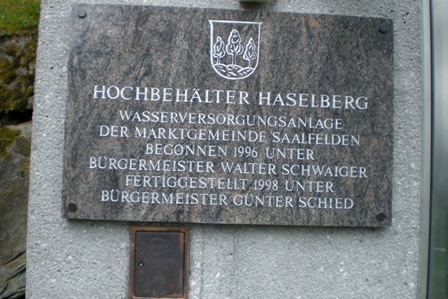 HOCHBEHÄLTER HASELBERG
WASSERVERSORGUNGSANLAGE
DER MARKTGEMEINDE SAALFELDEN
BEGONNEN 1996 UNTER
BÜRGERMEISTER WALTER SCHWAIGER
FERTIGGESTELLT 1998 UNTER
BÜRGERMEISTER GÜNTER SCHIED